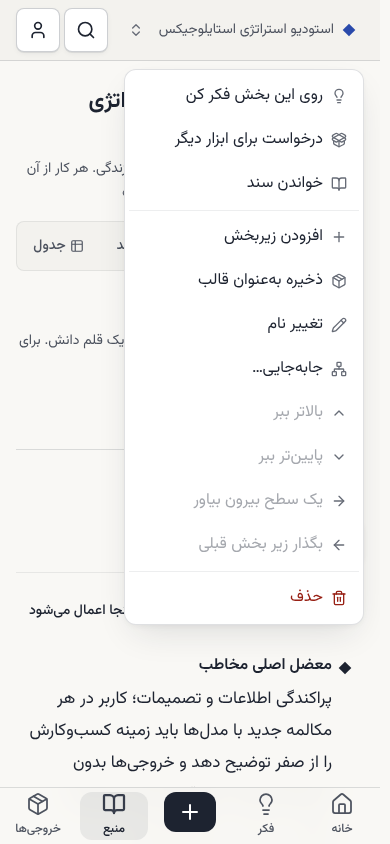 استودیو استراتژی استایلوجیکس
روی این بخش فکر کن
درخواست برای ابزار دیگر
خواندن سند
افزودن زیربخش
ذخیره به‌عنوان قالب
تغییر نام
جابه‌جایی…
بالاتر ببر
پایین‌تر ببر
یک سطح بیرون بیاور
بگذار زیر بخش قبلی
حذف
هر کار از آن
جدول
یک قلم دانش. برای
اعمال می‌شود
معضل اصلی مخاطب
پراکندگی اطلاعات و تصمیمات؛ کاربر در هر
مکالمه جدید با مدل‌ها باید زمینه کسب‌وکارش
را از صفر توضیح دهد و خروجی‌ها بدون
خانه
فکر
منبع
خروجی‌ها